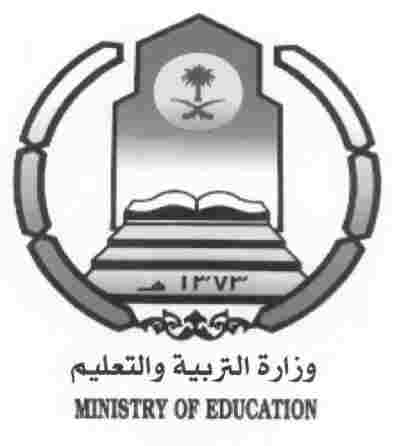 ١٣٧٣ هـ
وزارة التربية والتعليم
MINISTRY OF EDUCATION